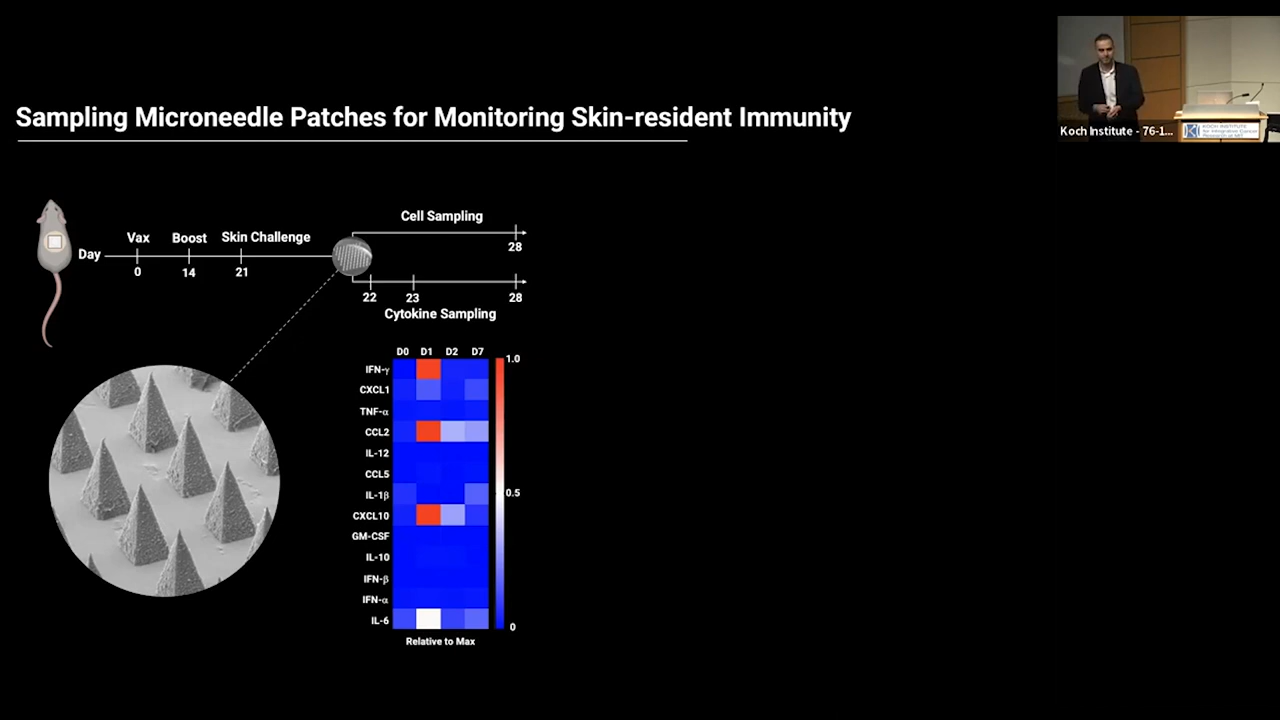 Sampling Microneedle Patches for Monitoring Skin-resident Immunity
Koch Institute - 76-1...
KOCH INSTITUTE
Cell Sampling
Vax Boost Skin Challenge
Day
28
0 14 21
22 23 28
Cytokine Sampling
D0 D1 D2 D7
1.0
IFN-γ
CXCL1
TNF-α
CCL2
IL-12
CCL5
IL-1β
0.5
CXCL10
GM-CSF
IL-10
IFN-β
IFN-α
IL-6
0
Relative to Max